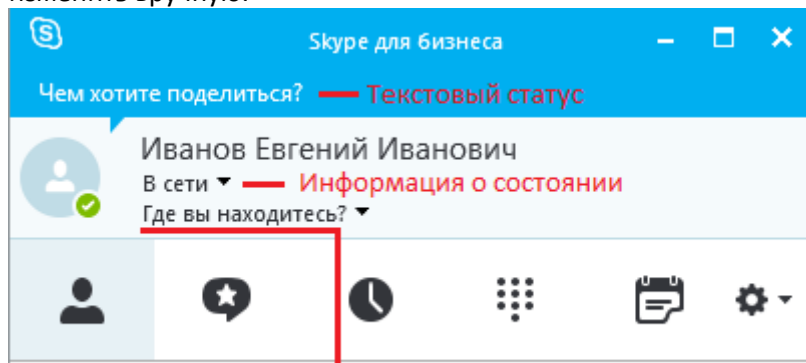 Skype для бизнеса
Чем хотите поделиться? Текстовый статус
Иванов Евгений Иванович
В сети Информация о состоянии
Где вы находитесь?